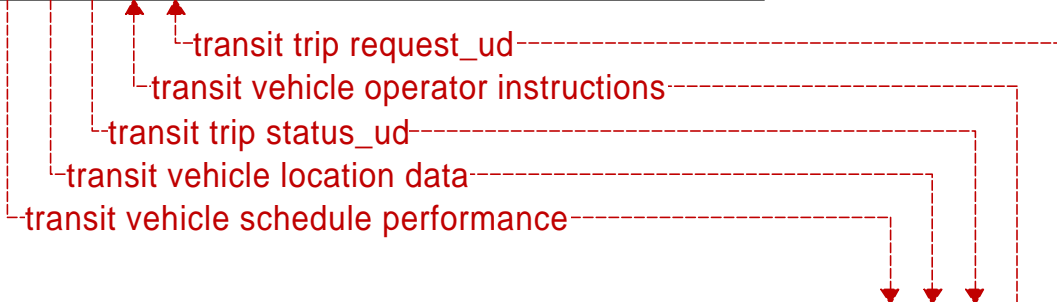 transit trip request_ud
transit vehicle operator instructions
transit trip status_ud
transit vehicle location data
transit vehicle schedule performance